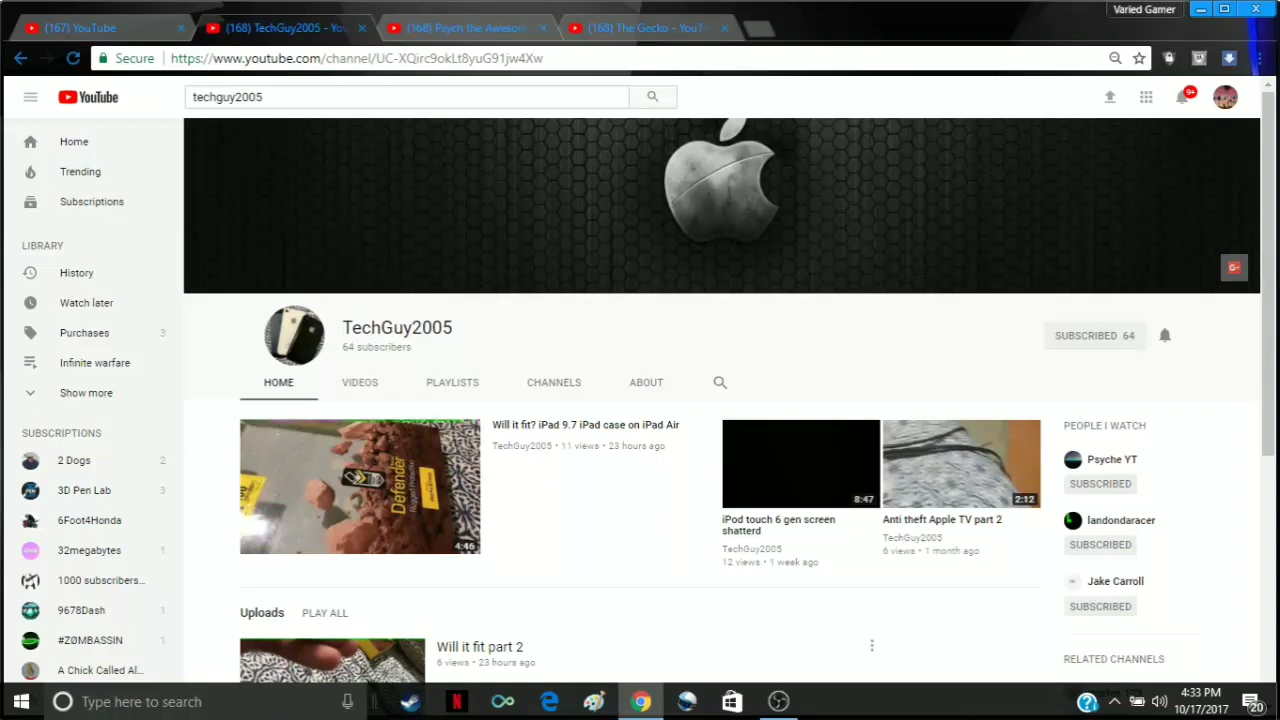 Varied Gamer
(167) YouTube
(168) TechGuy2005 - Yo
(168) Psych the Awesom
(168) The Gecko - YouT
Secure
https://www.youtube.com/channel/UC-XQirc9okLt8yuG91jw4Xw
YouTube
techguy2005
9+
Home
Trending
Subscriptions
LIBRARY
History
Watch later
Purchases 3
Infinite warfare
Show more
SUBSCRIPTIONS
2 Dogs 2
3D Pen Lab 3
6Foot4Honda
32megabytes 1
1000 subscribers...
9678Dash 1
#ZØMBASSIN 1
A Chick Called Al...
G+
TechGuy2005
64 subscribers
SUBSCRIBED 64
HOME
VIDEOS
PLAYLISTS
CHANNELS
ABOUT
Defender
4:46
Will it fit? iPad 9.7 iPad case on iPad Air
TechGuy2005 • 11 views • 23 hours ago
8:47
iPod touch 6 gen screen
shatterd
TechGuy2005
12 views • 1 week ago
2:12
Anti theft Apple TV part 2
TechGuy2005
6 views • 1 month ago
PEOPLE I WATCH
Psyche YT
SUBSCRIBED
landondaracer
SUBSCRIBED
Jake Carroll
SUBSCRIBED
RELATED CHANNELS
Uploads
PLAY ALL
Will it fit part 2
6 views • 23 hours ago
Type here to search
4:33 PM
10/17/2017
20